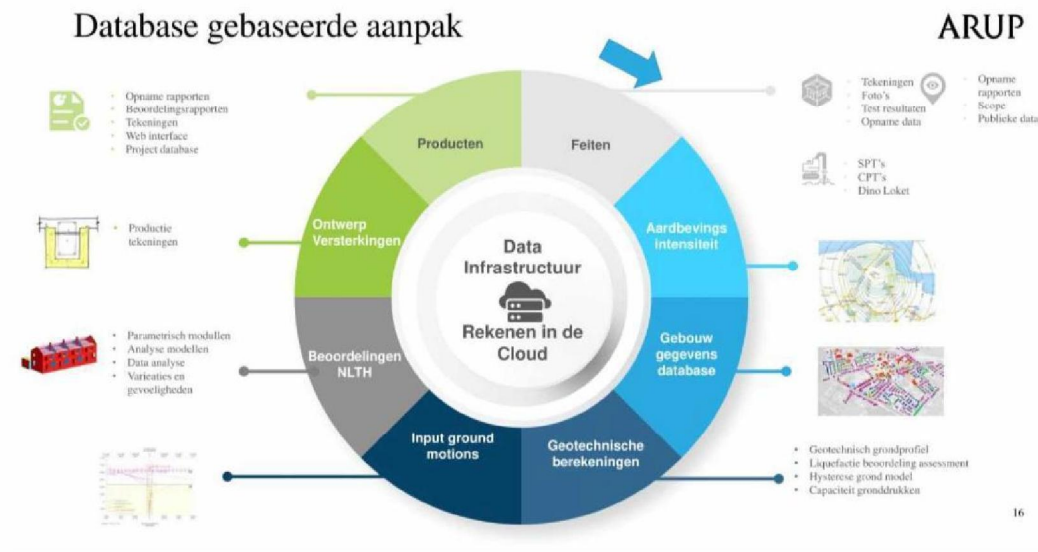 Database gebaseerde aanpak
ARUP
Opname rapporten
Beoordelingsrapporten
Tekeningen
Web interface
Project database
Producten
Feiten
Tekeningen
Foto's
Test resultaten
Opname data
Opname
rapporten
Scope
Publieke data
SPT's
CPT's
Dino Loket
Productie
tekeningen
Ontwerp
Versterkingen
Aardbevings
intensiteit
Data
Infrastructuur
Rekenen in de
Cloud
Parametrisch modellen
Analyse modellen
Data analyse
Varieaties en
gevoeligheden
Beoordelingen
NLTH
Gebouw
gegevens
database
Input ground
motions
Geotechnische
berekeningen
Geotechnisch grondprofiel
Liquefactie beoordeling assessment
Hysterese grond model
Capaciteit gronddrukken
16